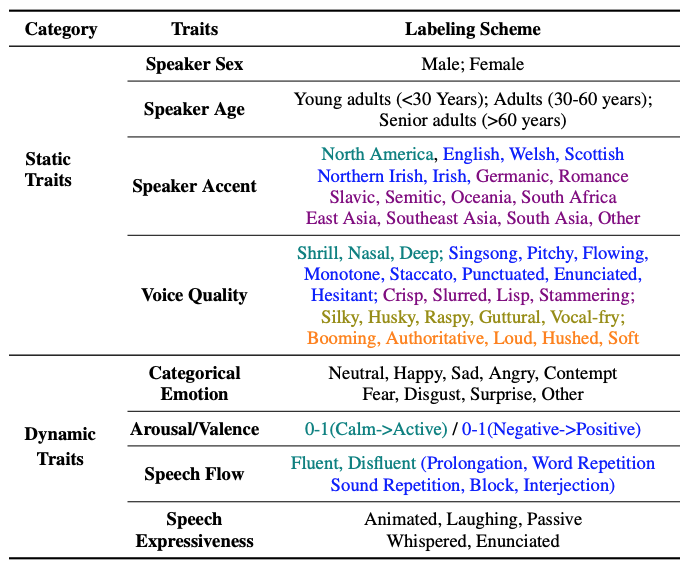 Category Traits Labeling Scheme
Static
Traits
Speaker Sex
Male; Female
Speaker Age
Young adults (<30 Years); Adults (30-60 years);
Senior adults (>60 years)
Speaker Accent
North America, English, Welsh, Scottish
Northern Irish, Irish, Germanic, Romance
Slavic, Semitic, Oceania, South Africa
East Asia, Southeast Asia, South Asia, Other
Voice Quality
Shrill, Nasal, Deep; Singsong, Pitchy, Flowing,
Monotone, Staccato, Punctuated, Enunciated,
Hesitant; Crisp, Slurred, Lisp, Stammering;
Silky, Husky, Raspy, Guttural, Vocal-fry;
Booming, Authoritative, Loud, Hushed, Soft
Dynamic
Traits
Categorical
Emotion
Neutral, Happy, Sad, Angry, Contempt
Fear, Disgust, Surprise, Other
Arousal/Valence
0-1(Calm->Active) / 0-1(Negative->Positive)
Speech Flow
Fluent, Disfluent (Prolongation, Word Repetition
Sound Repetition, Block, Interjection)
Speech
Expressiveness
Animated, Laughing, Passive
Whispered, Enunciated